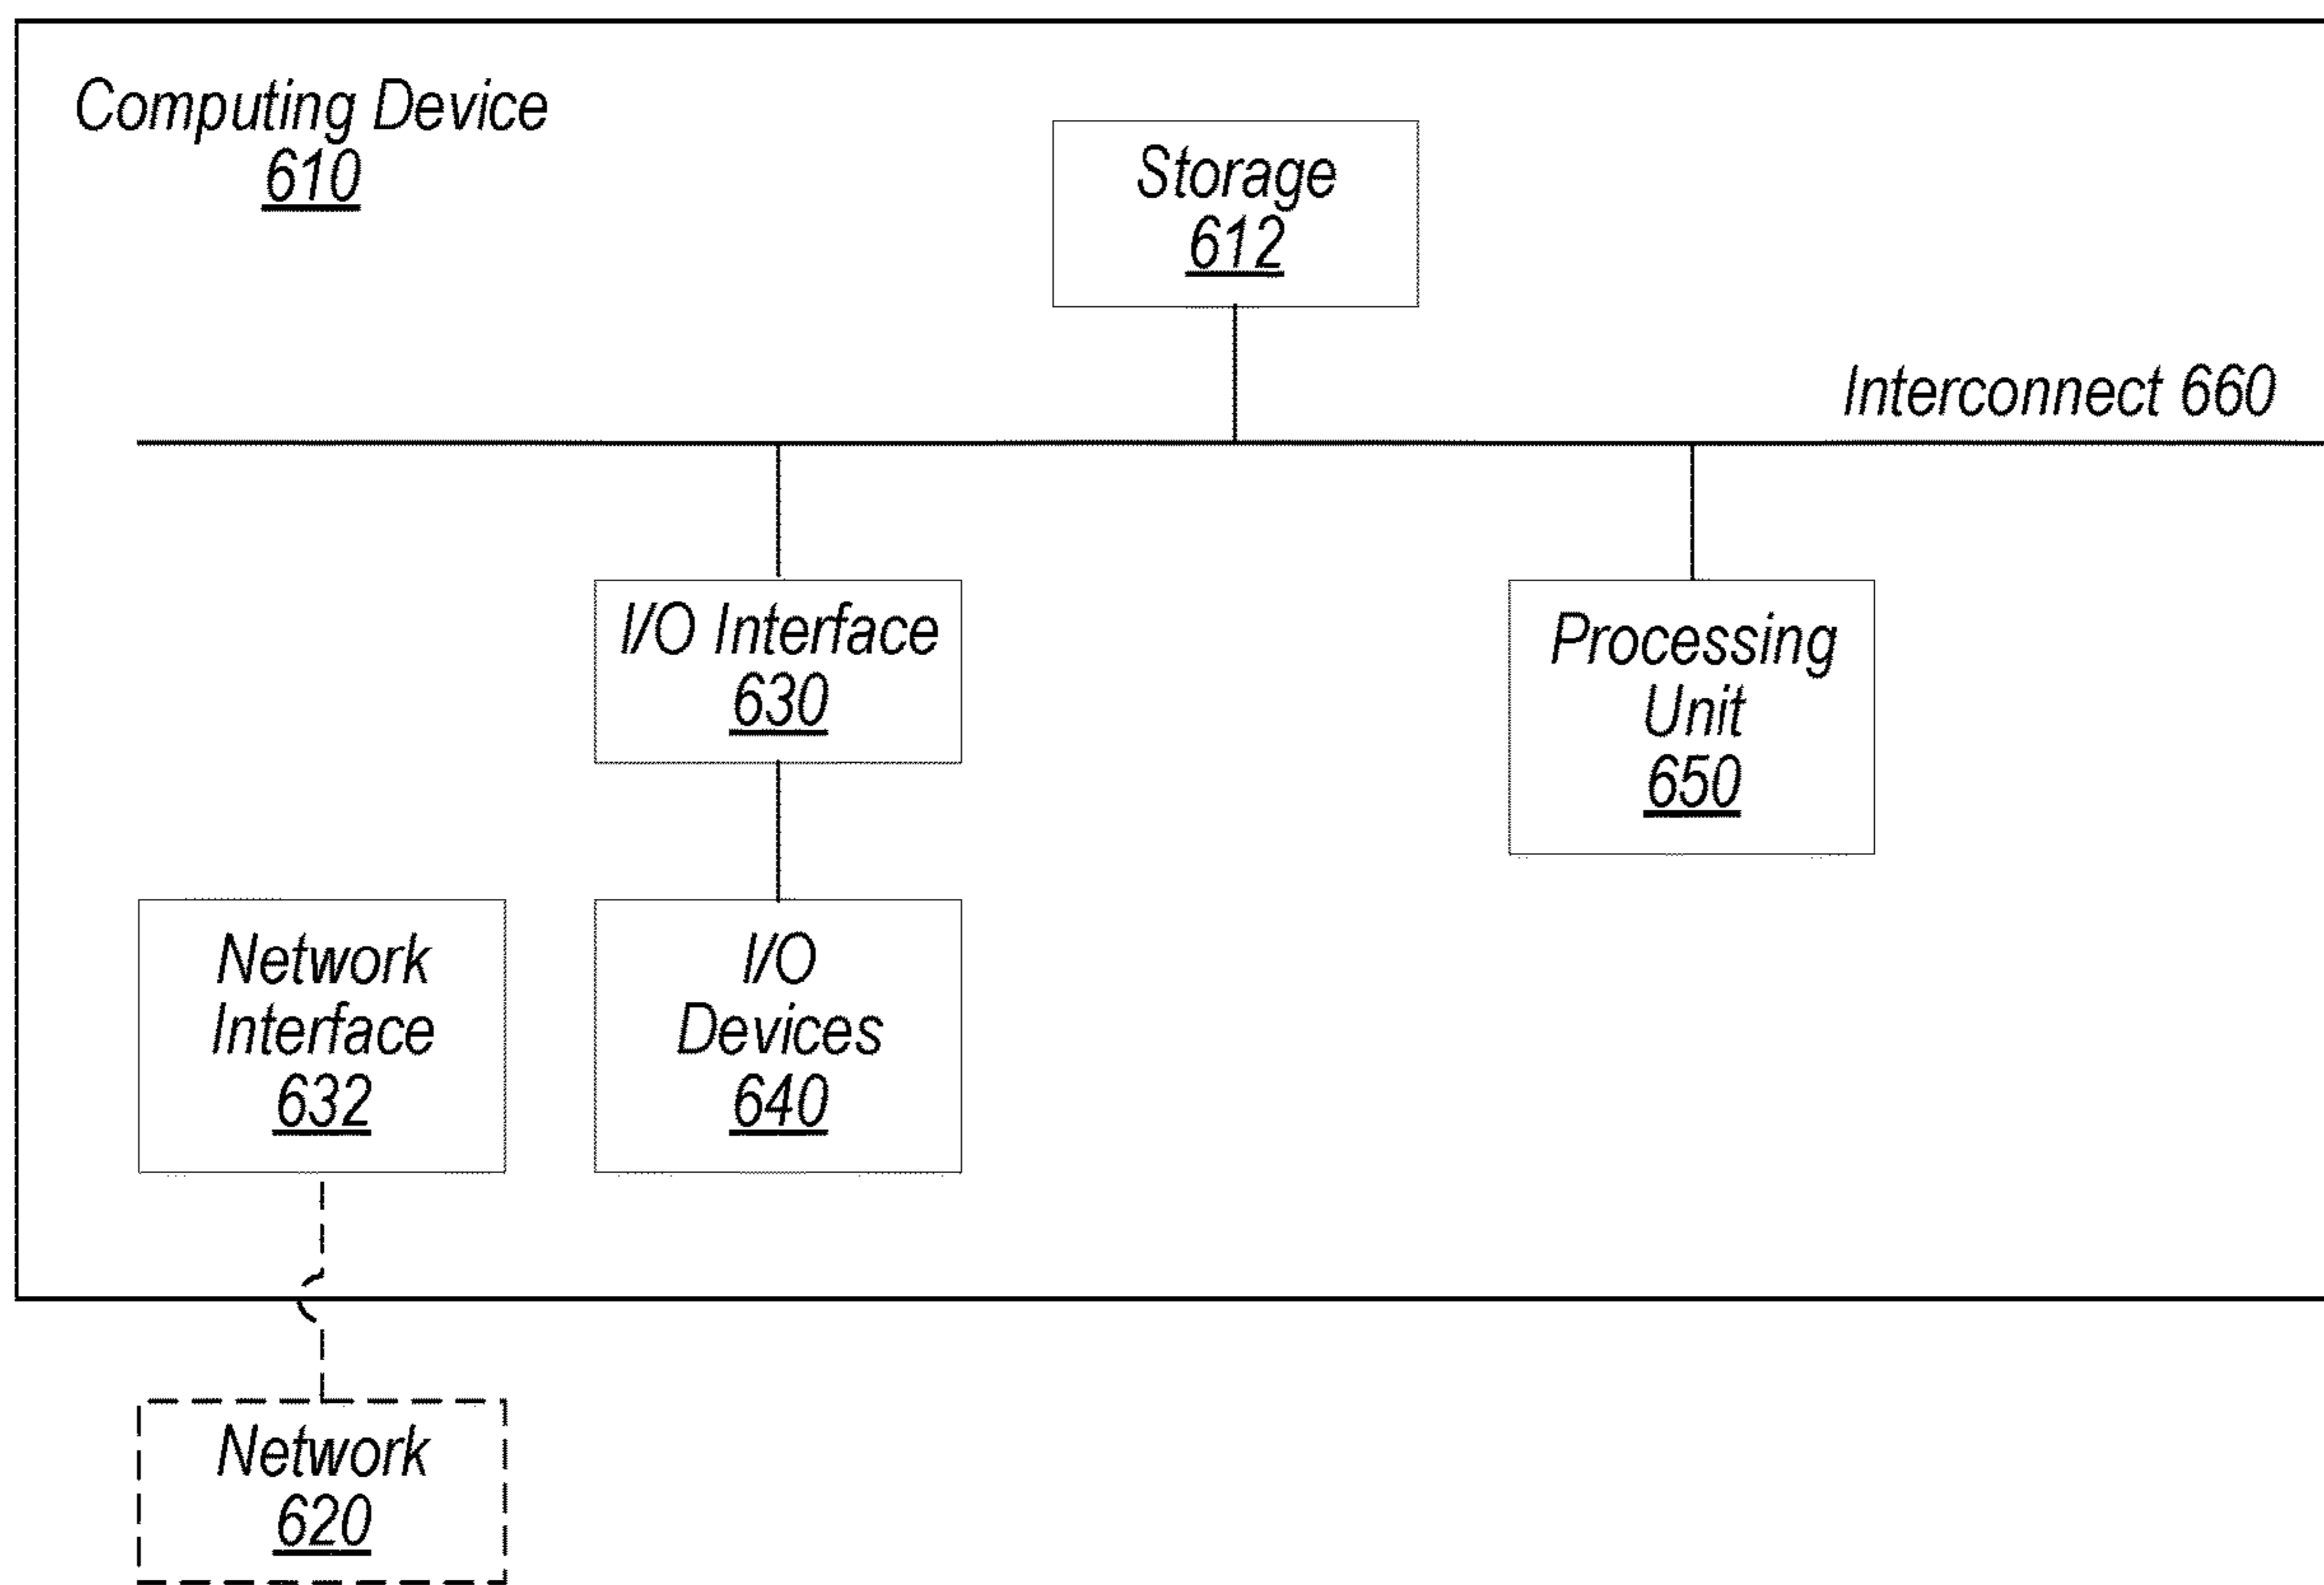 Computing Device
610
Storage
612
Interconnect 660
I/O Interface
630
Processing
Unit
650
Network
Interface
632
I/O
Devices
640
Network
620